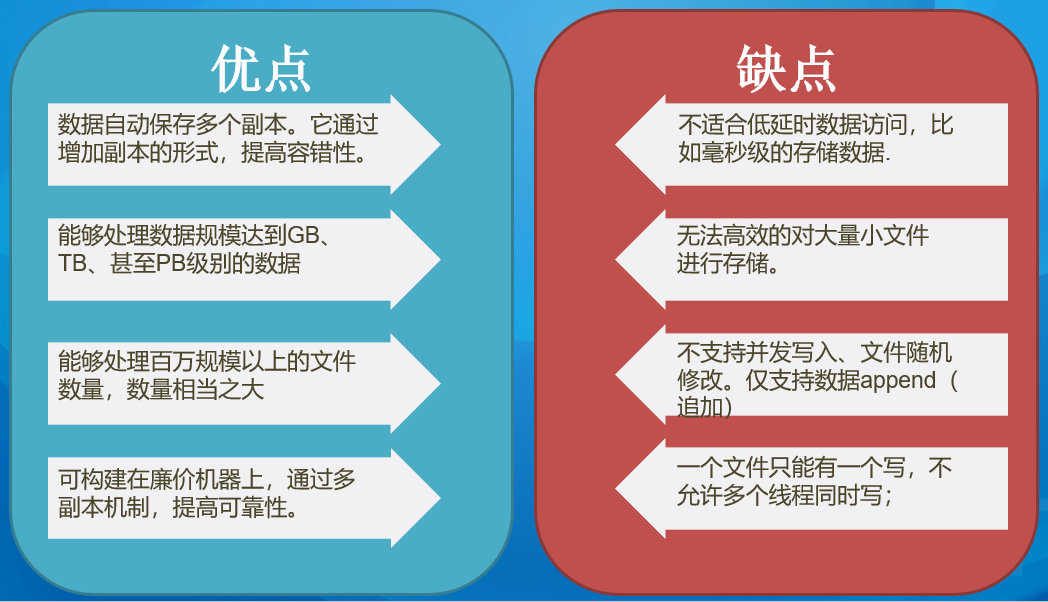 优点
数据自动保存多个副本。它通过
增加副本的形式，提高容错性。
能够处理数据规模达到GB、
TB、甚至PB级别的数据
能够处理百万规模以上的文件
数量，数量相当之大
可构建在廉价机器上，通过多
副本机制，提高可靠性。
缺点
不适合低延时数据访问，比
如毫秒级的存储数据.
无法高效的对大量小文件
进行存储。
不支持并发写入、文件随机
修改。仅支持数据append（
追加）
一个文件只能有一个写，不
允许多个线程同时写；